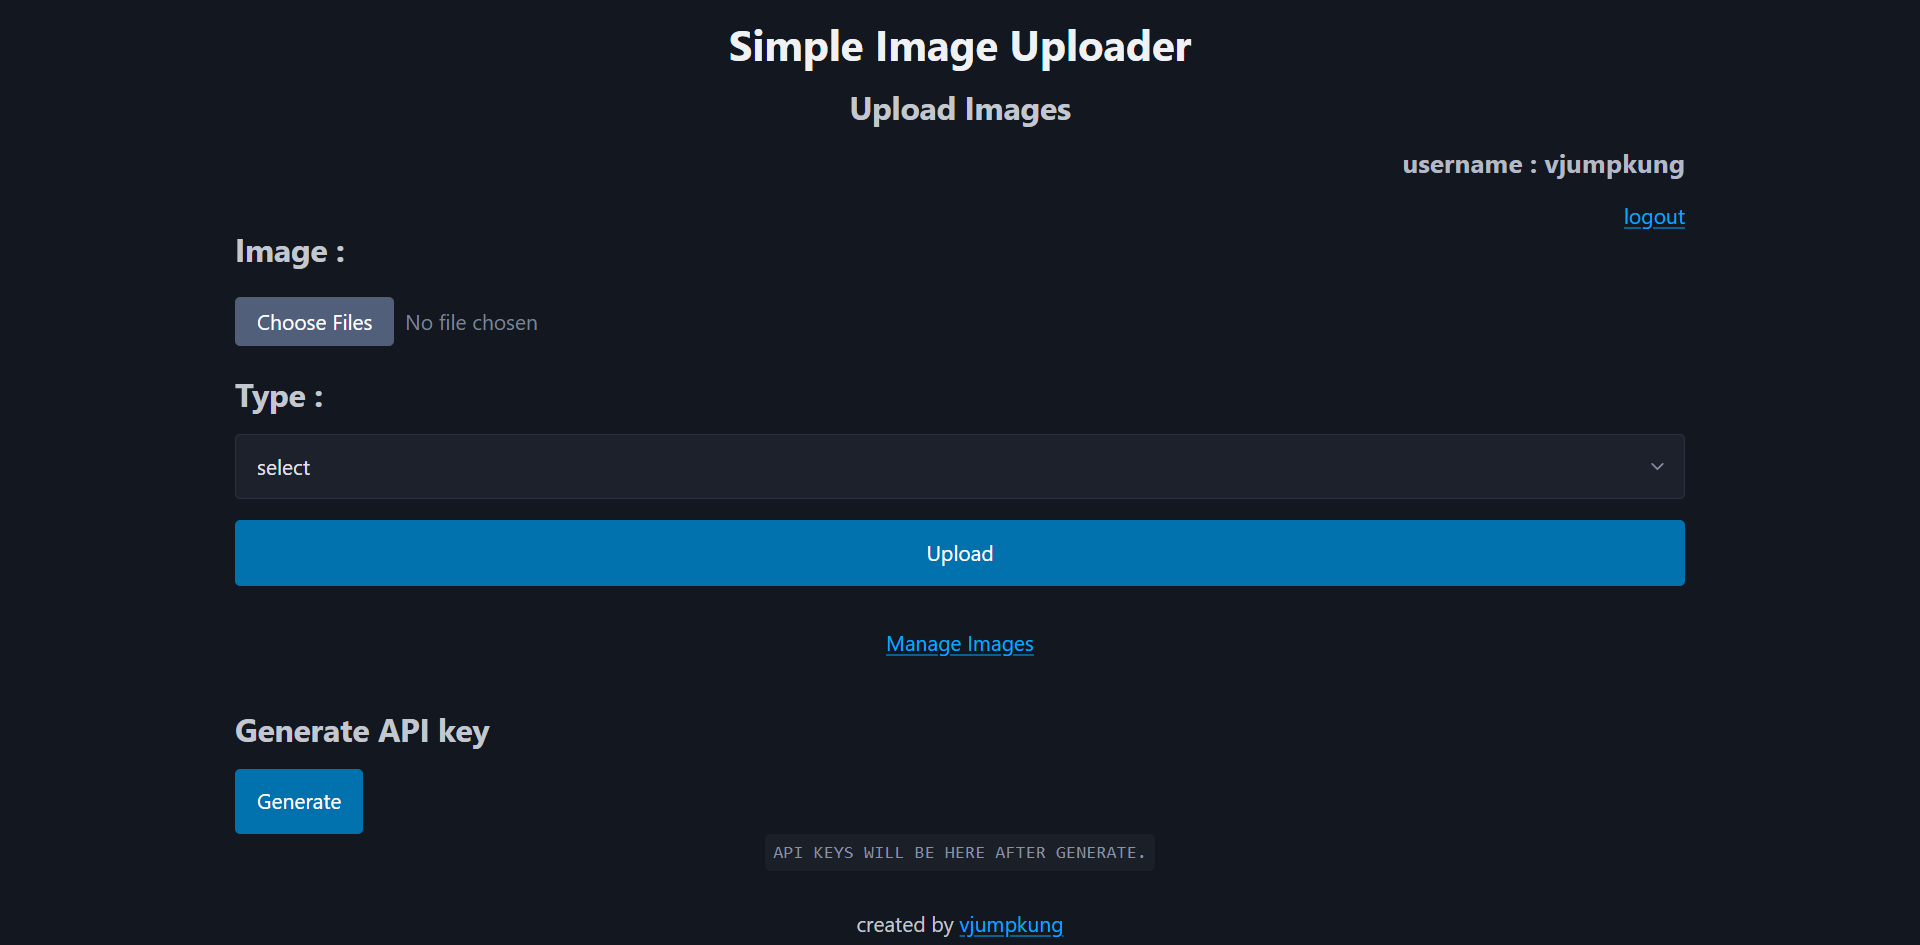 Simple Image Uploader
Upload Images
username : vjumpkung
logout
Image :
Choose Files No file chosen
Type :
select
Upload
Manage Images
Generate API key
Generate
API KEYS WILL BE HERE AFTER GENERATE.
created by vjumpkung